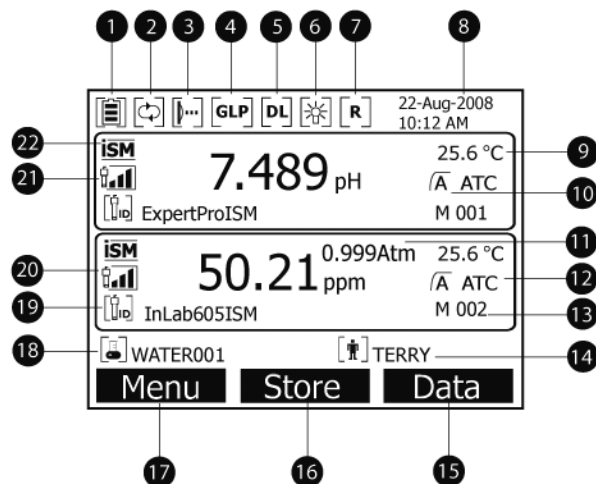 1 2 3 4 5 6 7 8
GLP DL R 22-Aug-2008
10:12 AM
22 iSM 7.489 pH 25.6 °C 9
21 A ATC 10
ID ExpertProISM M 001
iSM 50.21 ppm 0.999Atm 25.6 °C 11
20 A ATC 12
19 ID InLab605ISM M 002 13
18 WATER001 TERRY 14
Menu Store Data
17 16 15